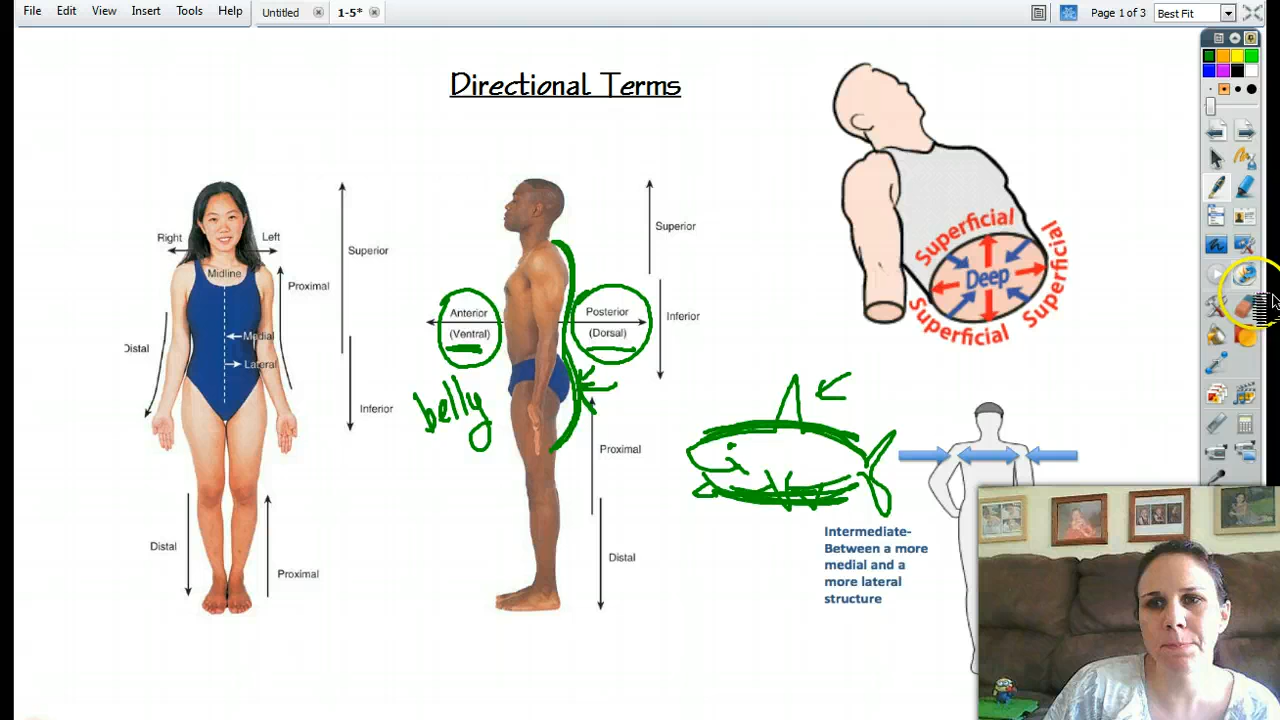 File Edit View Insert Tools Help
Untitled
1-5*
Page 1 of 3
Best Fit
Directional Terms
Right
Left
Midline
Superior
Proximal
Medial
Lateral
Distal
Inferior
Distal
Proximal
Superior
Anterior
(Ventral)
Posterior
(Dorsal)
Inferior
belly
Proximal
Distal
Superficial
Deep
Superficial
Superficial
Intermediate-
Between a more
medial and a
more lateral
structure